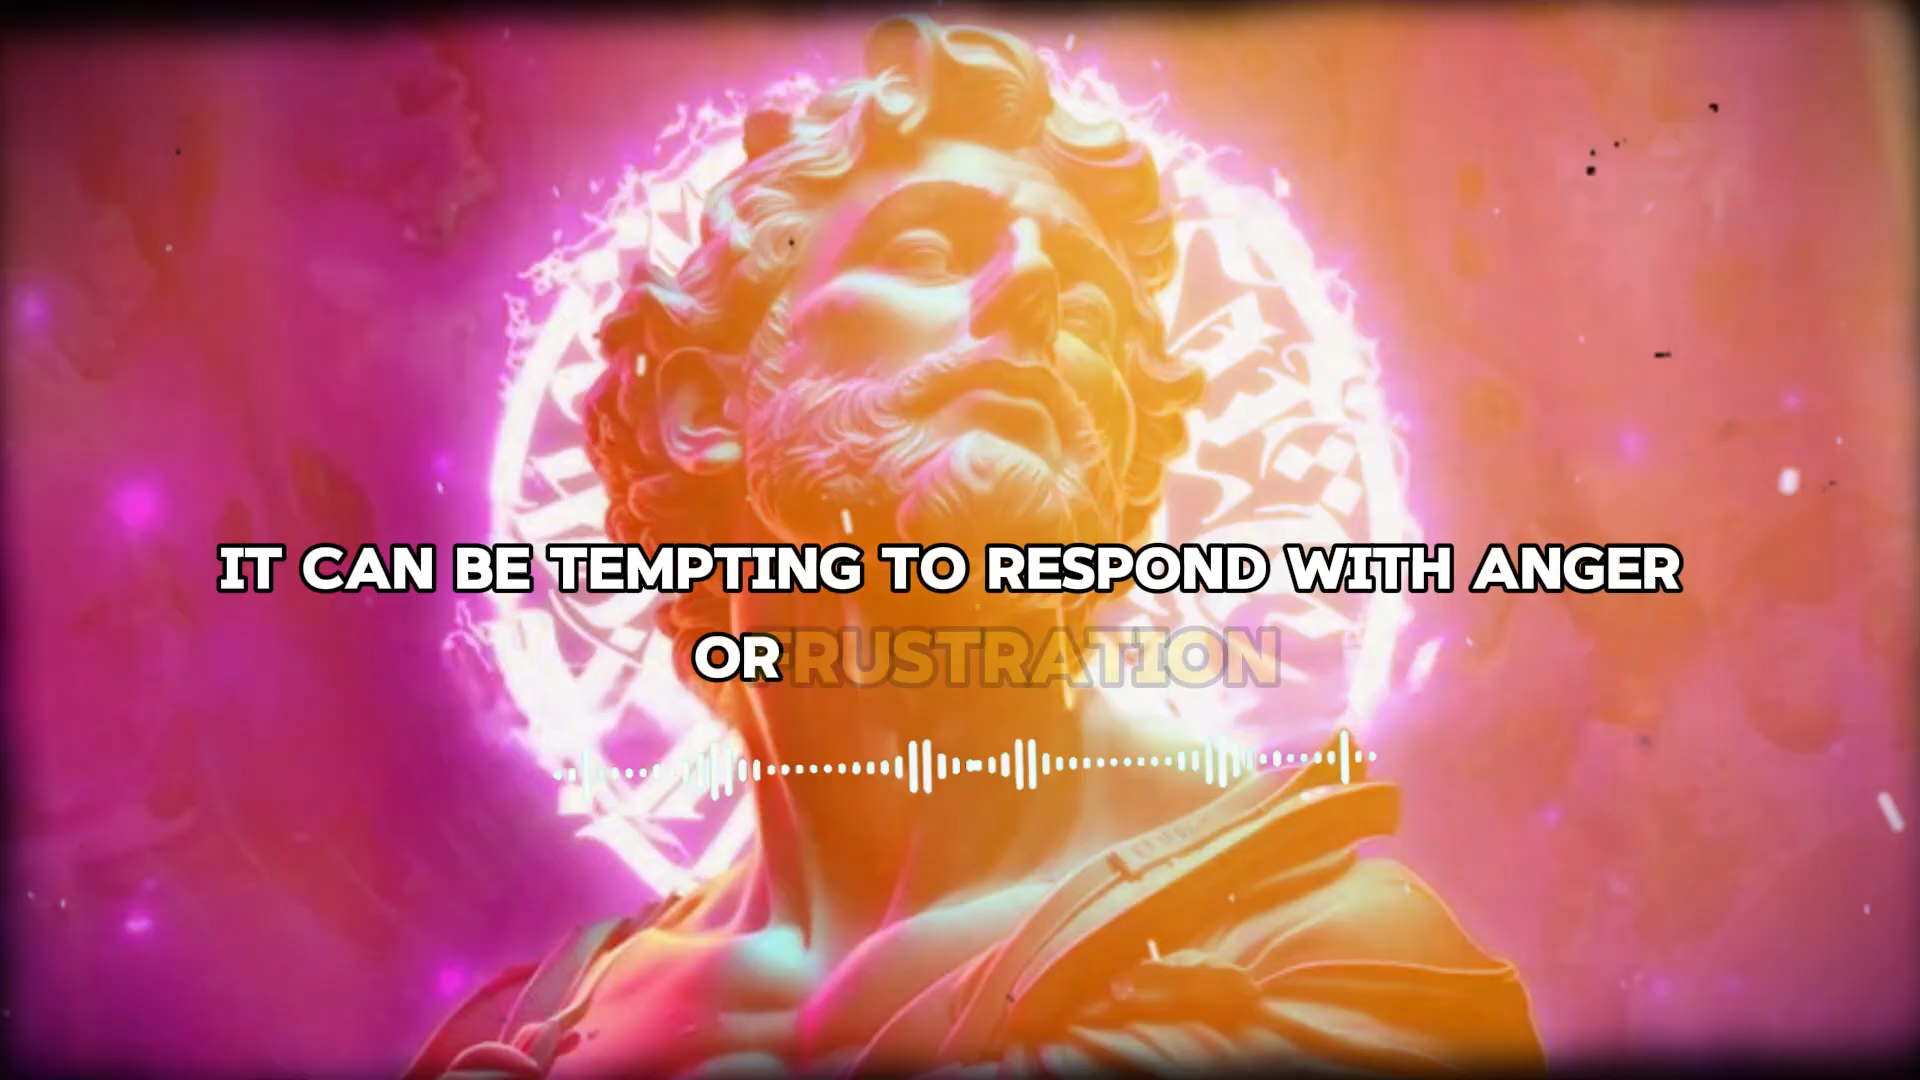 IT CAN BE TEMPTING TO RESPOND WITH ANGER
OR FRUSTRATION